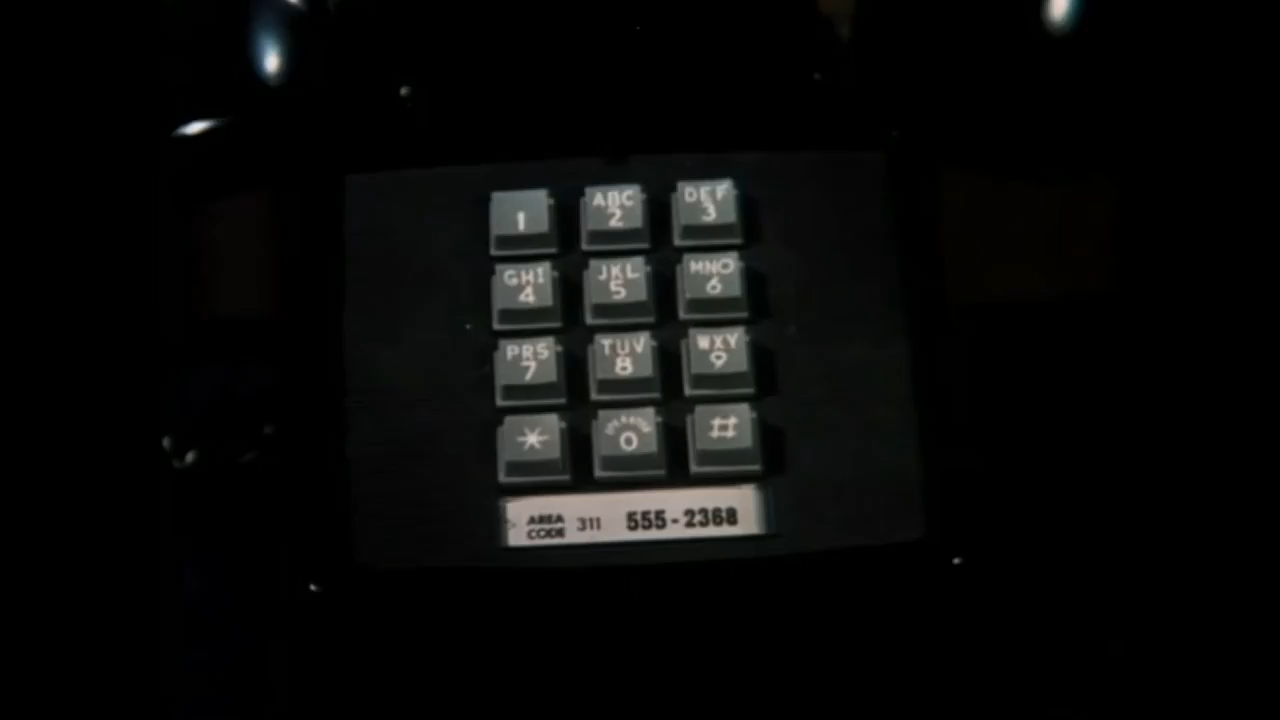 1 ABC DEF
2 3
GHI JKL MNO
4 5 6
PRS TUV WXY
7 8 9
* OPERATOR #
0
AREA CODE 311 555-2368